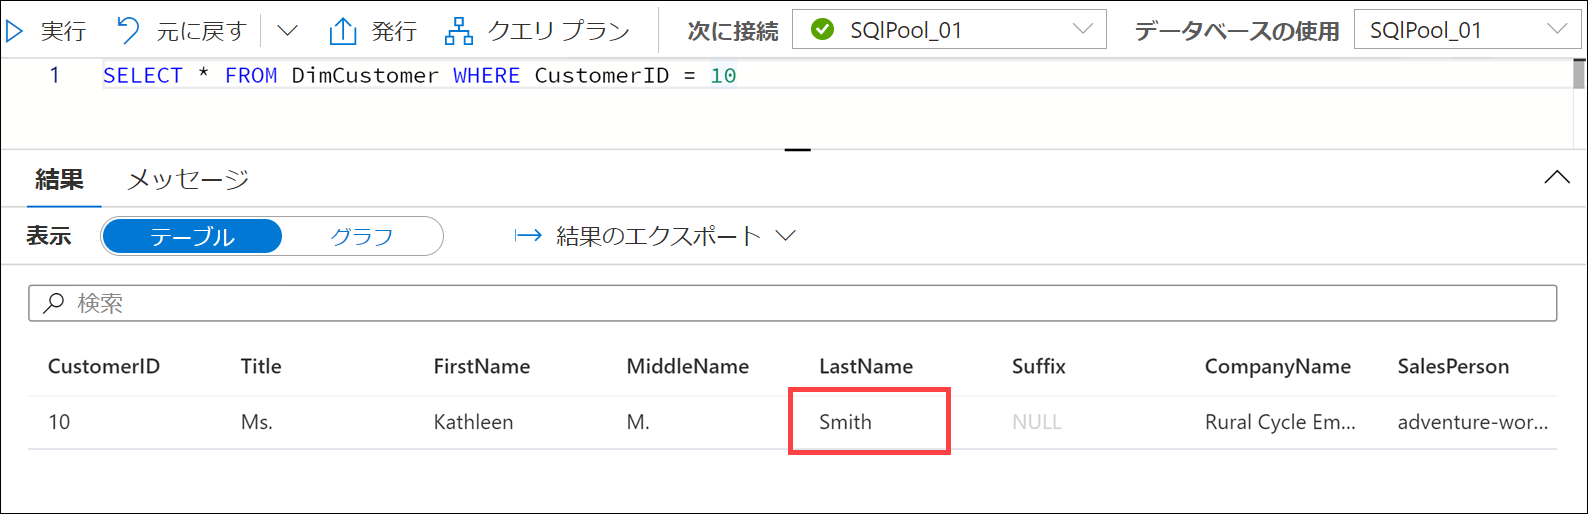 実行 元に戻す 発行 クエリ プラン 次に接続 SQlPool_01 データベースの使用 SQlPool_01
1 SELECT * FROM DimCustomer WHERE CustomerID = 10
結果 メッセージ
表示 テーブル グラフ 結果のエクスポート
検索
CustomerID Title FirstName MiddleName LastName Suffix CompanyName SalesPerson
10 Ms. Kathleen M. Smith NULL Rural Cycle Em... adventure-wor...